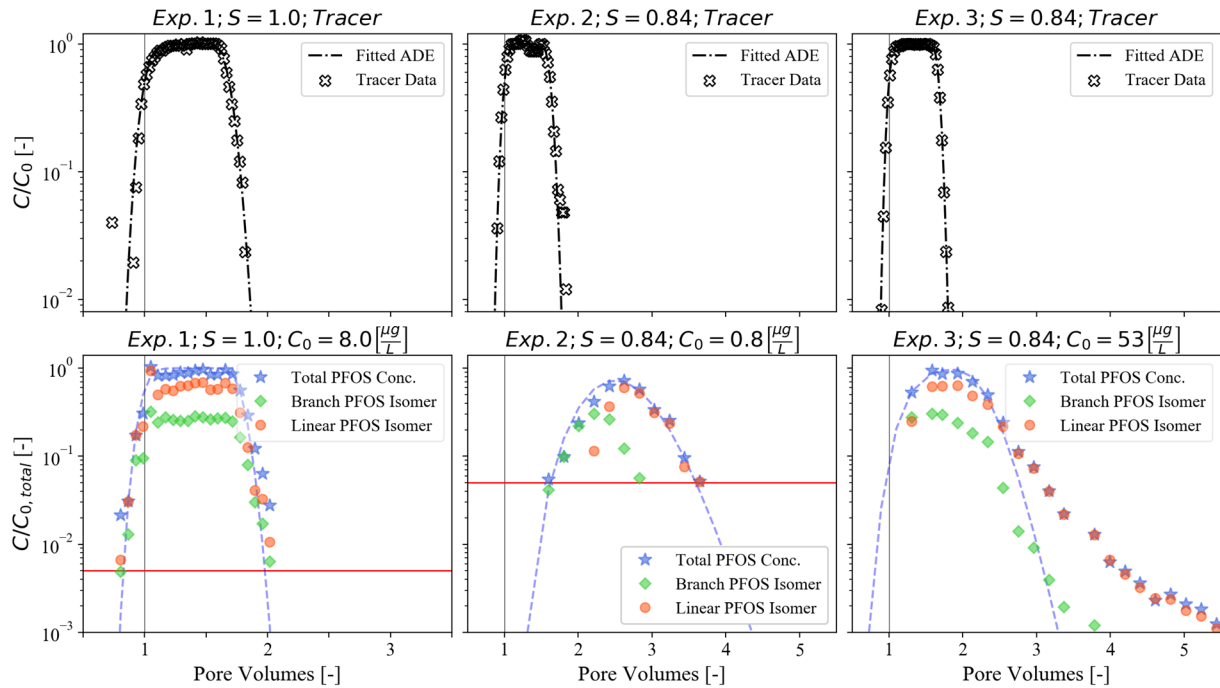 Exp. 1; S = 1.0; Tracer
Exp. 2; S = 0.84; Tracer
Exp. 3; S = 0.84; Tracer
C/C₀ [-]
10⁰
10⁻¹
10⁻²
Fitted ADE
Tracer Data
Fitted ADE
Tracer Data
Fitted ADE
Tracer Data
Exp. 1; S = 1.0; C₀ = 8.0[μg/L]
Exp. 2; S = 0.84; C₀ = 0.8[μg/L]
Exp. 3; S = 0.84; C₀ = 53[μg/L]
C/C₀,total [-]
10⁰
10⁻¹
10⁻²
10⁻³
Total PFOS Conc.
Branch PFOS Isomer
Linear PFOS Isomer
Total PFOS Conc.
Branch PFOS Isomer
Linear PFOS Isomer
Total PFOS Conc.
Branch PFOS Isomer
Linear PFOS Isomer
1 2 3
1 2 3 4 5
1 2 3 4 5
Pore Volumes [-]
Pore Volumes [-]
Pore Volumes [-]